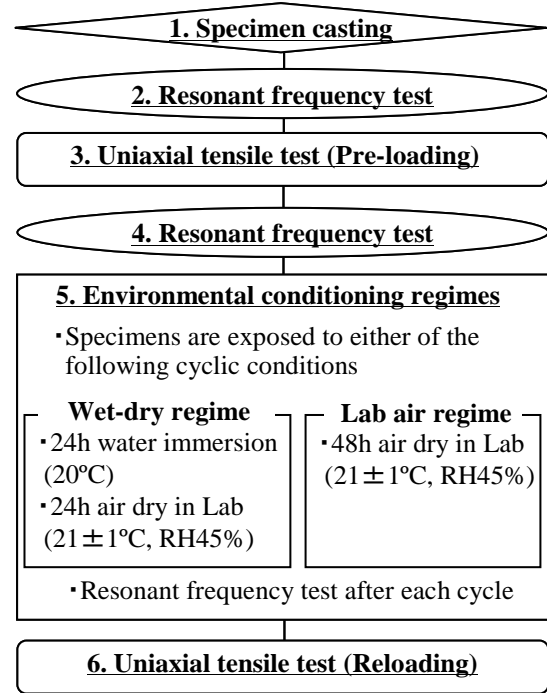 1. Specimen casting
2. Resonant frequency test
3. Uniaxial tensile test (Pre-loading)
4. Resonant frequency test
5. Environmental conditioning regimes
・Specimens are exposed to either of the
following cyclic conditions
Wet-dry regime
・24h water immersion
(20ºC)
・24h air dry in Lab
(21±1ºC, RH45%)
Lab air regime
・48h air dry in Lab
(21±1ºC, RH45%)
・Resonant frequency test after each cycle
6. Uniaxial tensile test (Reloading)